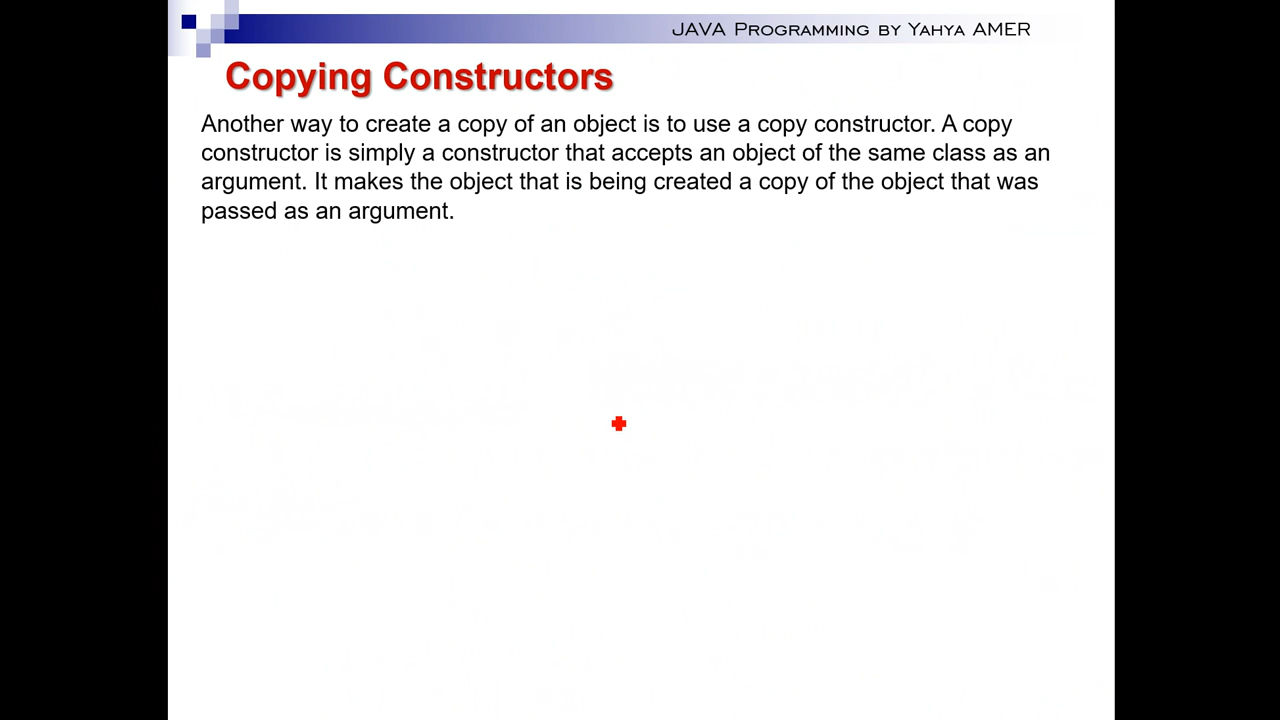 JAVA Programming by Yahya AMER
Copying Constructors
Another way to create a copy of an object is to use a copy constructor. A copy
constructor is simply a constructor that accepts an object of the same class as an
argument. It makes the object that is being created a copy of the object that was
passed as an argument.